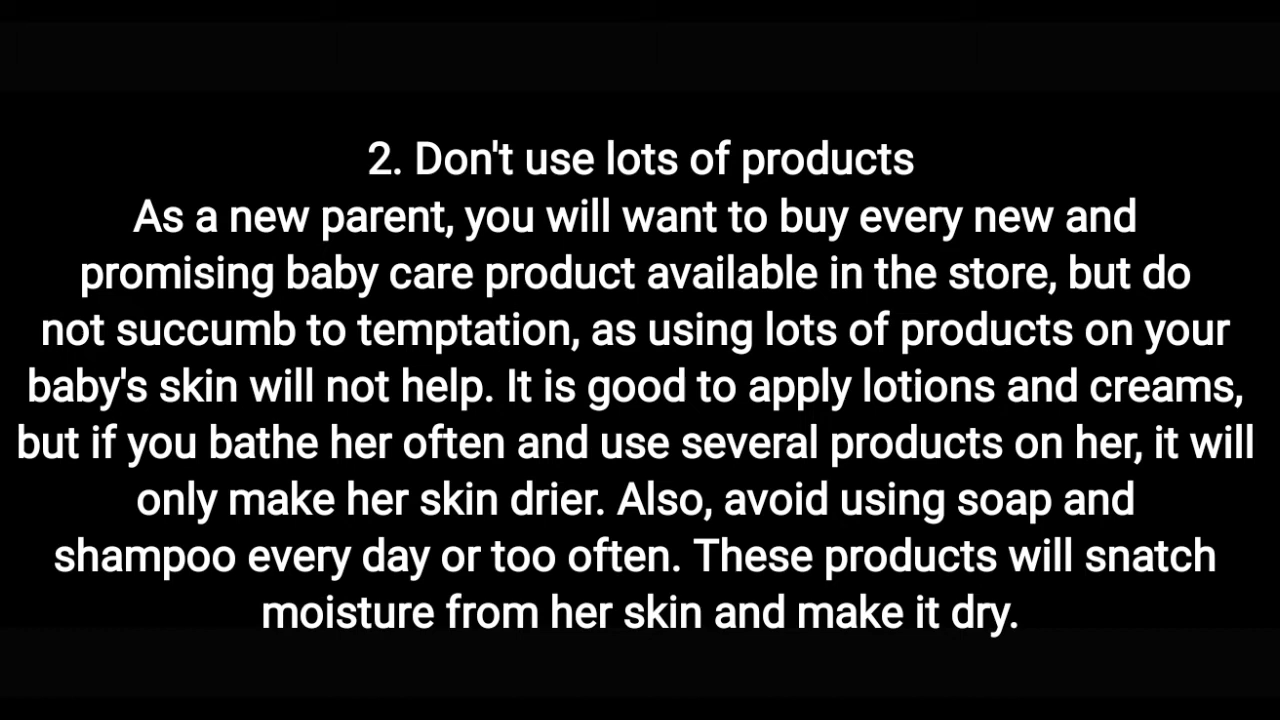 2. Don't use lots of products
As a new parent, you will want to buy every new and
promising baby care product available in the store, but do
not succumb to temptation, as using lots of products on your
baby's skin will not help. It is good to apply lotions and creams,
but if you bathe her often and use several products on her, it will
only make her skin drier. Also, avoid using soap and
shampoo every day or too often. These products will snatch
moisture from her skin and make it dry.